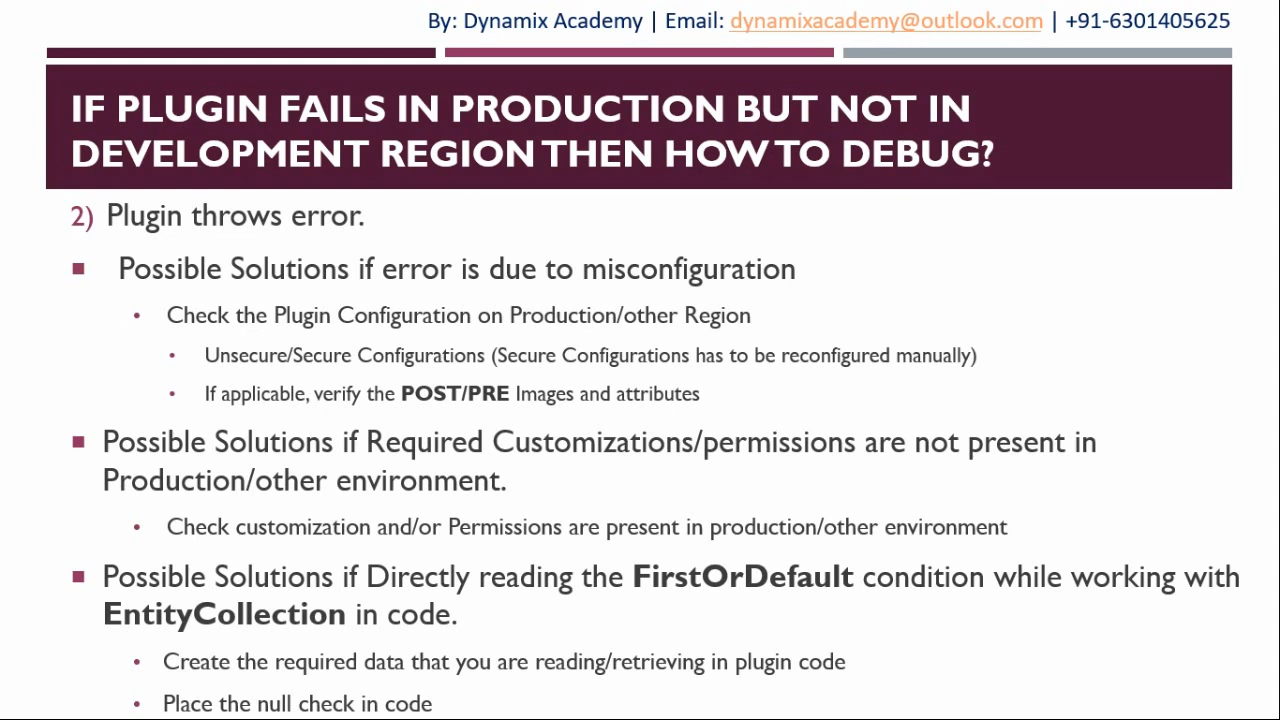 By: Dynamix Academy | Email: dynamixacademy@outlook.com | +91-6301405625
IF PLUGIN FAILS IN PRODUCTION BUT NOT IN
DEVELOPMENT REGION THEN HOW TO DEBUG?
2) Plugin throws error.
▪ Possible Solutions if error is due to misconfiguration
• Check the Plugin Configuration on Production/other Region
• Unsecure/Secure Configurations (Secure Configurations has to be reconfigured manually)
• If applicable, verify the POST/PRE Images and attributes
▪ Possible Solutions if Required Customizations/permissions are not present in
Production/other environment.
• Check customization and/or Permissions are present in production/other environment
▪ Possible Solutions if Directly reading the FirstOrDefault condition while working with
EntityCollection in code.
• Create the required data that you are reading/retrieving in plugin code
• Place the null check in code